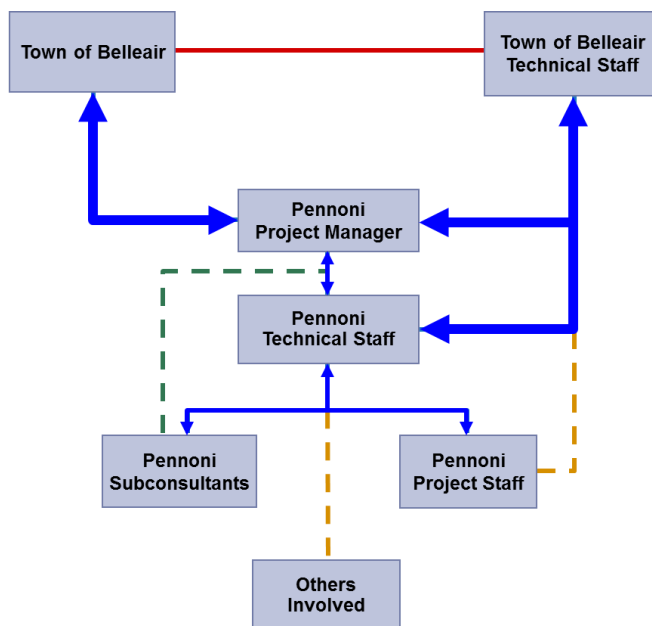 Town of Belleair
Town of Belleair
Technical Staff
Pennoni
Project Manager
Pennoni
Technical Staff
Pennoni
Subconsultants
Pennoni
Project Staff
Others
Involved